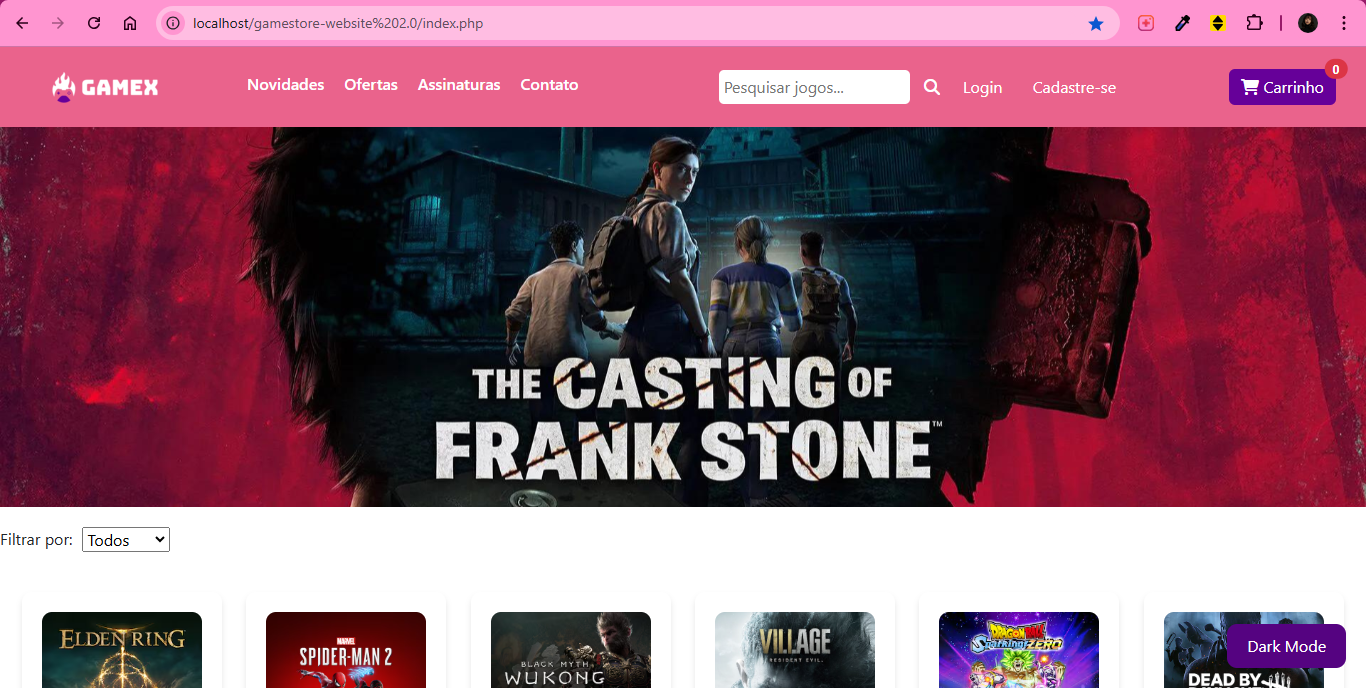 localhost/gamestore-website%202.0/index.php
GAMEX
Novidades Ofertas Assinaturas Contato
Pesquisar jogos...
Login Cadastre-se
Carrinho
0
THE CASTING OF
FRANK STONE™
Filtrar por: Todos
ELDEN RING
MARVEL
SPIDER-MAN 2
BLACK MYTH
WUKONG
VILLAGE
RESIDENT EVIL
DRAGON BALL
Sparking! ZERO
DEAD BY
Dark Mode